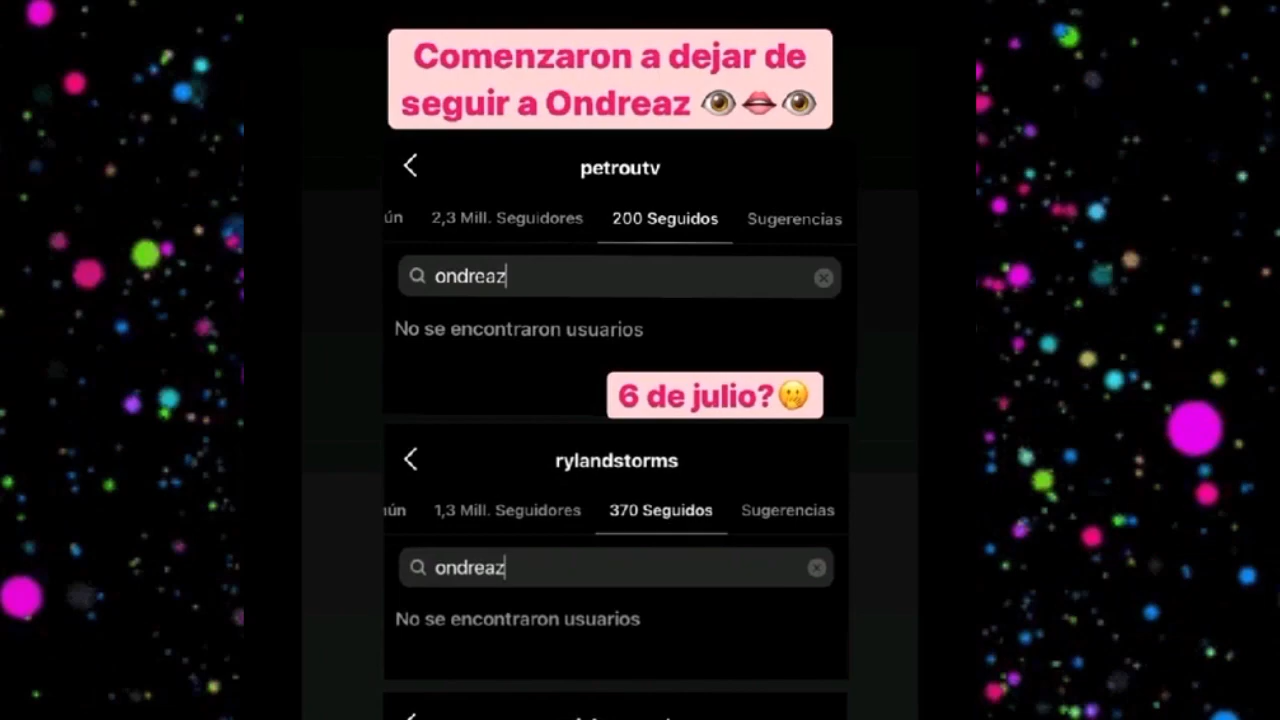 Comenzaron a dejar de
seguir a Ondreaz 👁️👄👁️
petroutv
ún 2,3 Mill. Seguidores 200 Seguidos Sugerencias
ondreaz
No se encontraron usuarios
6 de julio?🫢
rylandstorms
ún 1,3 Mill. Seguidores 370 Seguidos Sugerencias
ondreaz
No se encontraron usuarios